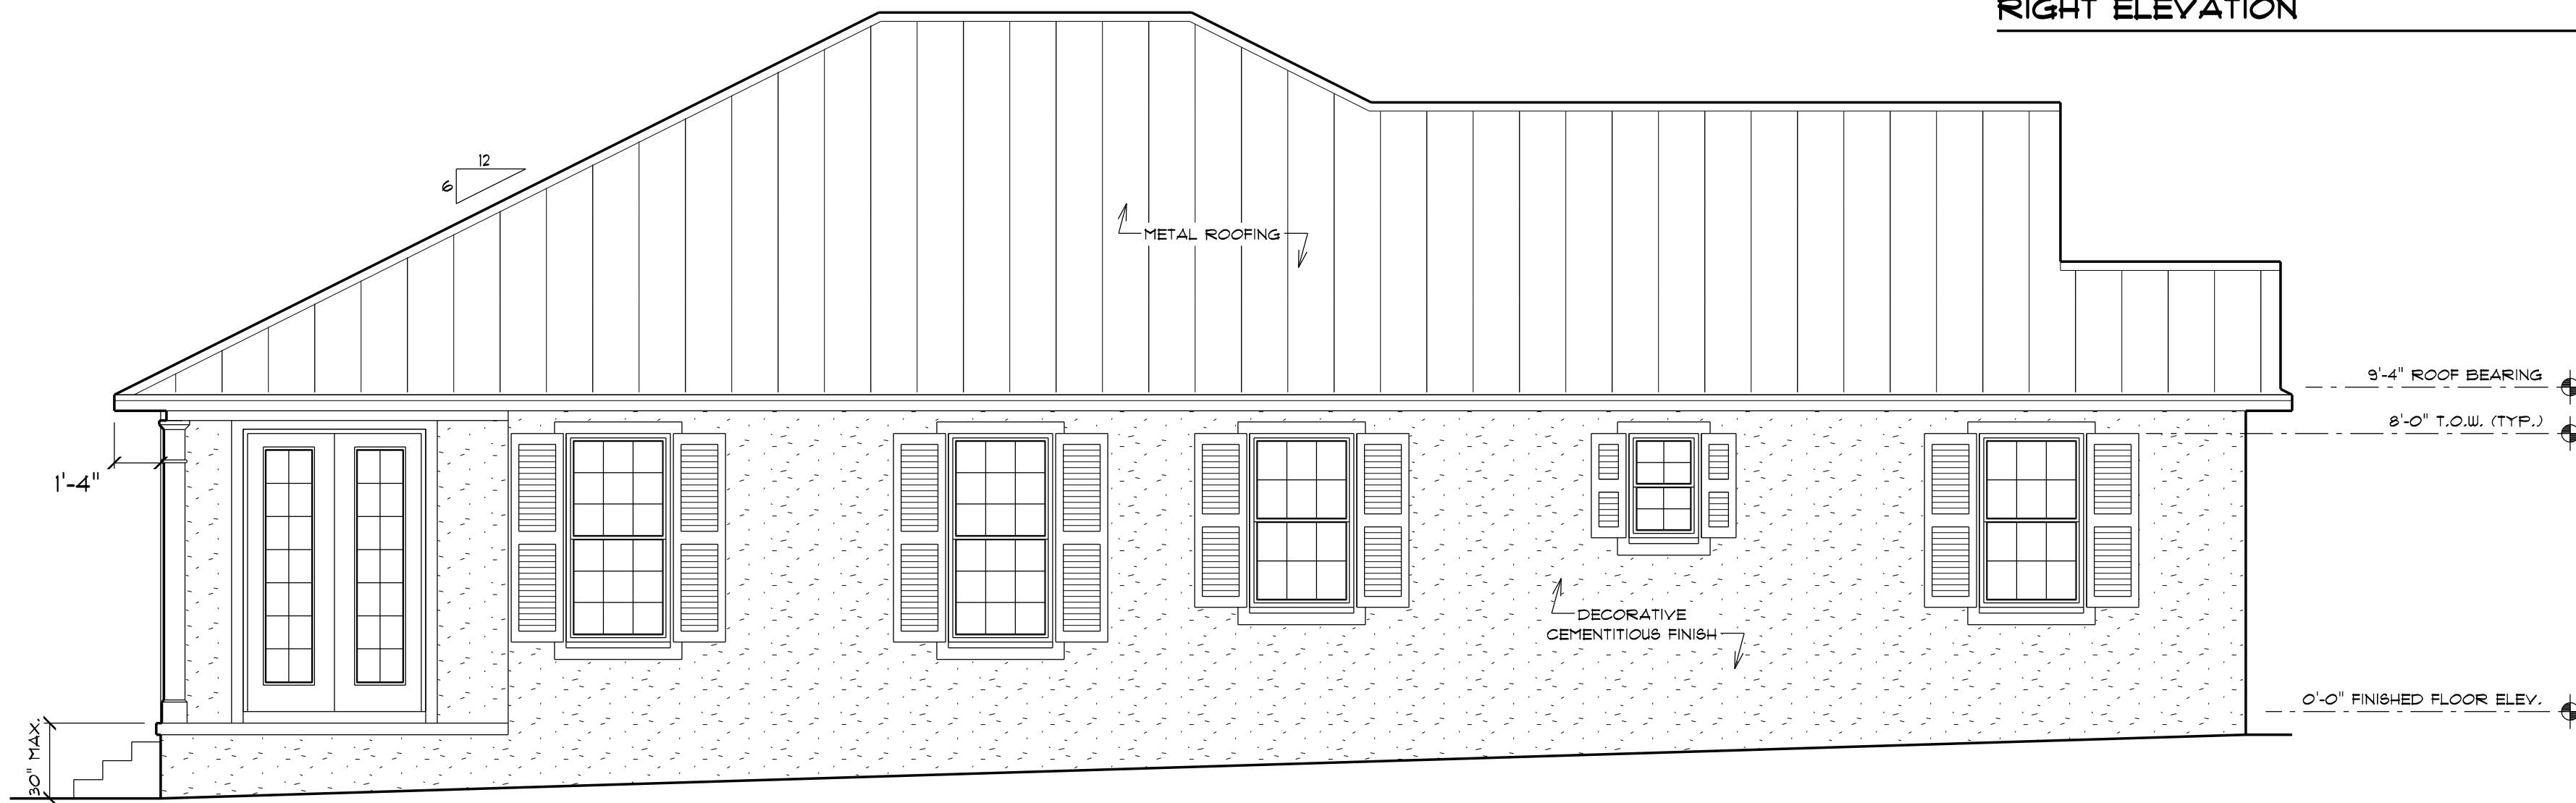 RIGHT ELEVATION
12
6
METAL ROOFING
9'-4" ROOF BEARING
8'-0" T.O.W. (TYP.)
1'-4"
DECORATIVE
CEMENTITIOUS FINISH
0'-0" FINISHED FLOOR ELEV.
30" MAX.